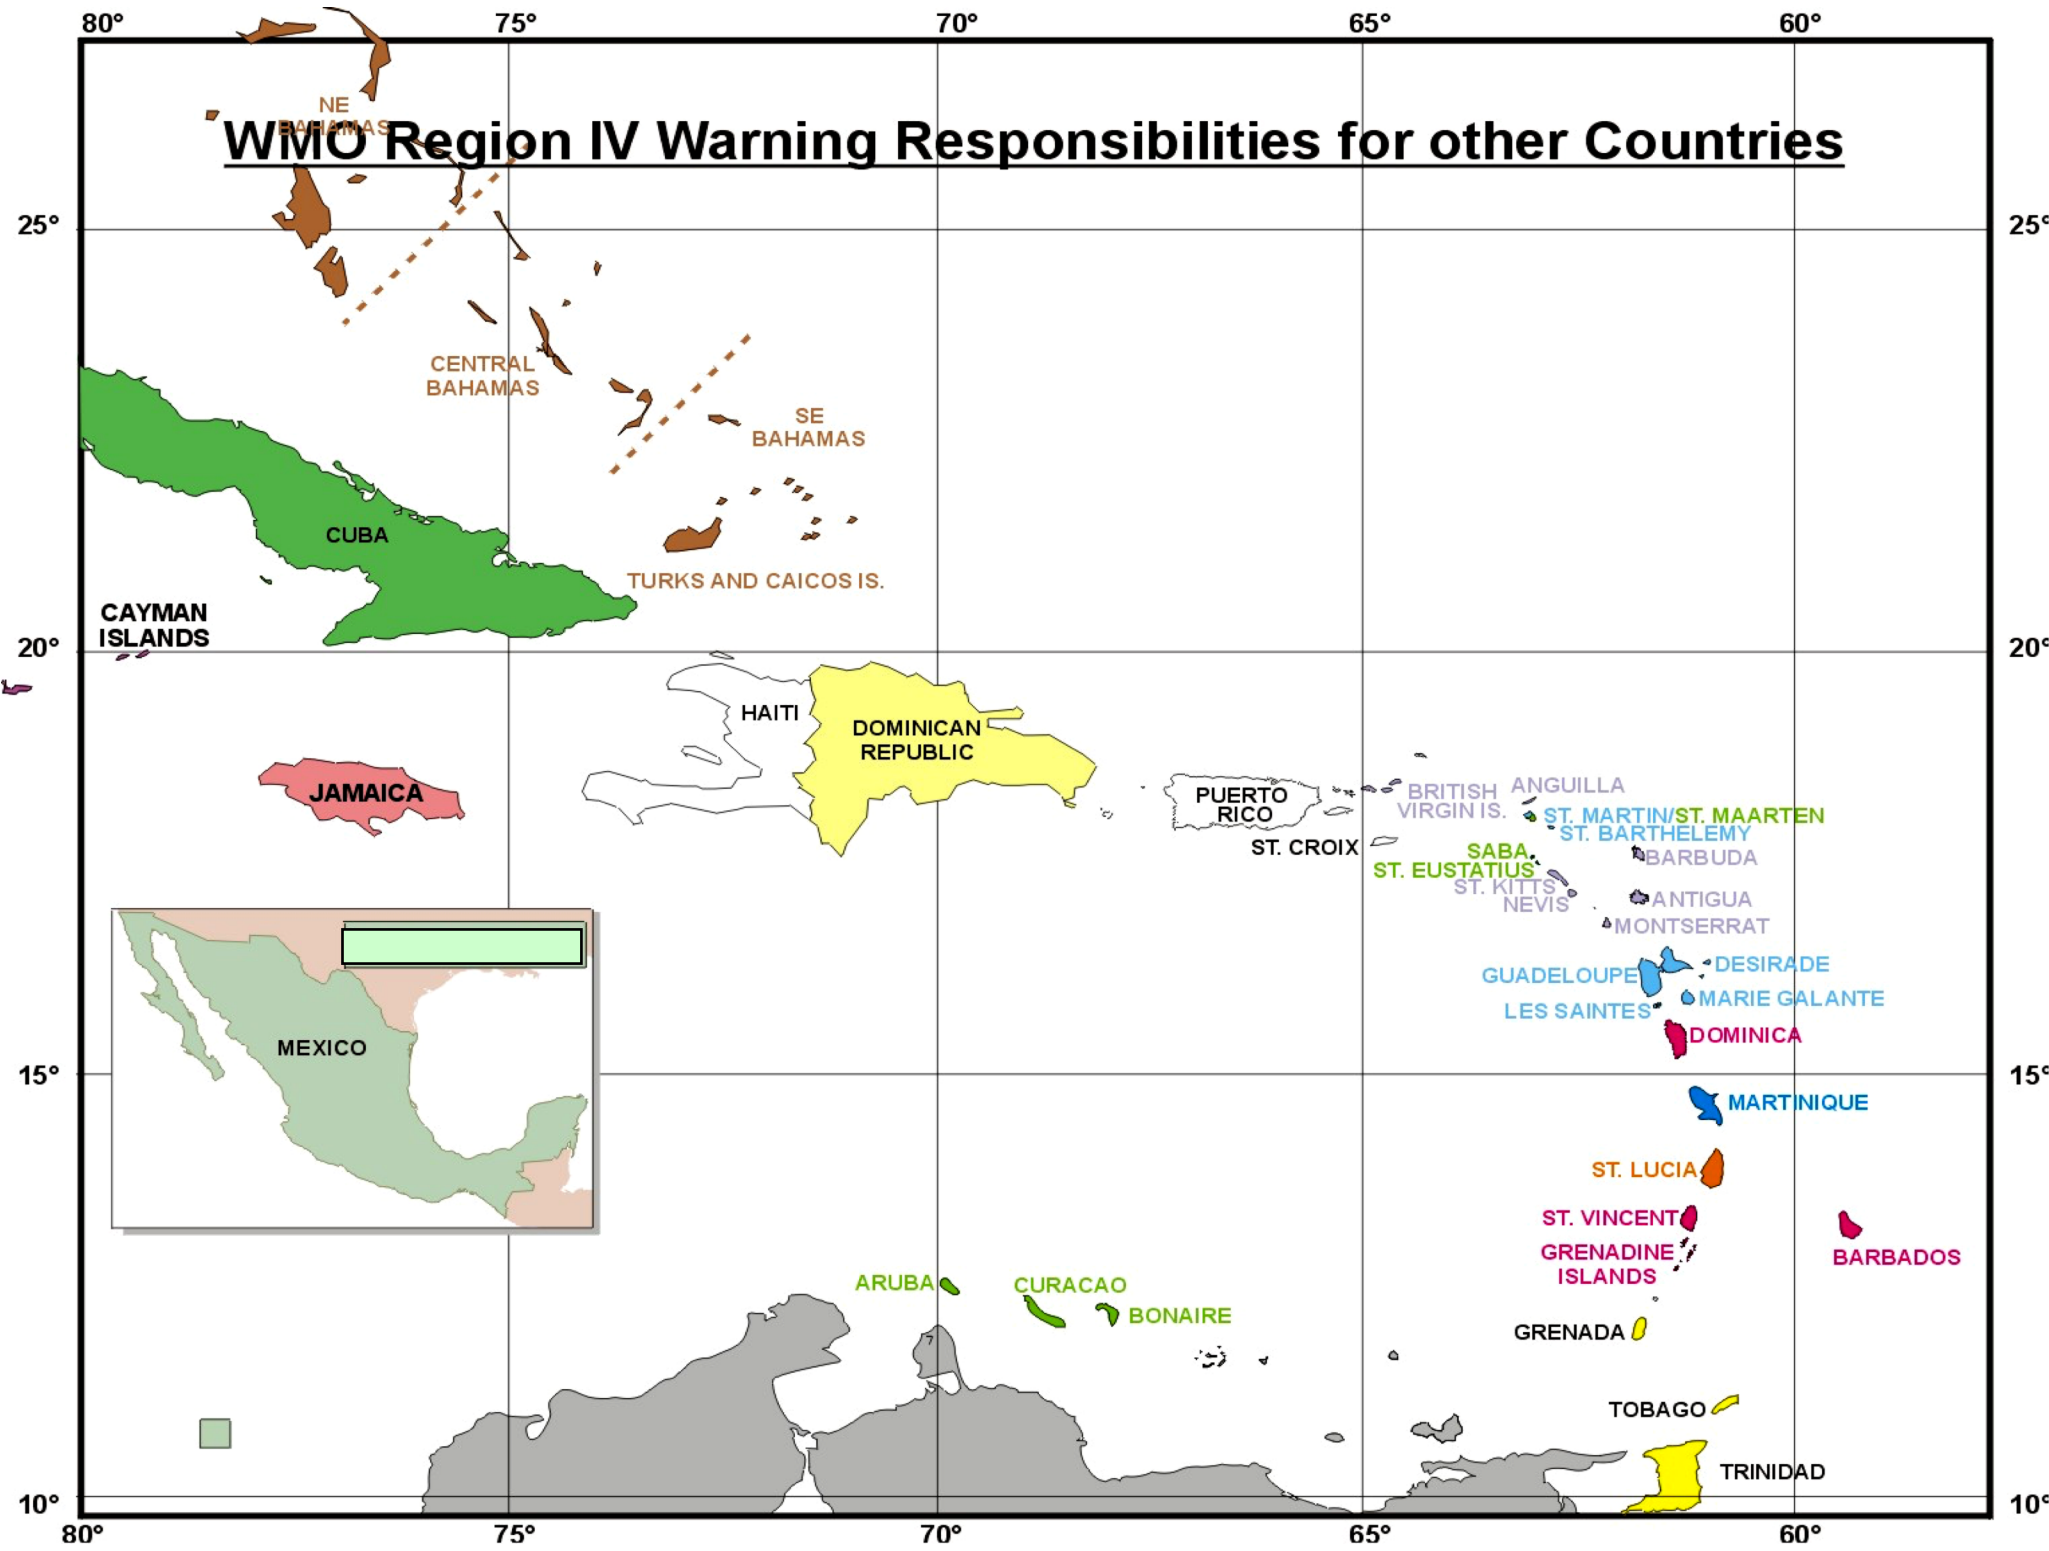 80°
75°
70°
65°
60°
NE
BAHAMAS
WMO Region IV Warning Responsibilities for other Countries
25°
25°
CENTRAL
BAHAMAS
SE
BAHAMAS
CUBA
TURKS AND CAICOS IS.
CAYMAN
ISLANDS
20°
20°
HAITI
DOMINICAN
REPUBLIC
JAMAICA
PUERTO
RICO
BRITISH
VIRGIN IS.
ANGUILLA
ST. MARTIN/ST. MAARTEN
ST. BARTHELEMY
ST. CROIX
SABA
BARBUDA
ST. EUSTATIUS
ST. KITTS
NEVIS
ANTIGUA
MONTSERRAT
DESIRADE
GUADELOUPE
MARIE GALANTE
LES SAINTES
DOMINICA
MEXICO
15°
15°
MARTINIQUE
ST. LUCIA
ST. VINCENT
GRENADINE
ISLANDS
BARBADOS
ARUBA
CURACAO
BONAIRE
GRENADA
TOBAGO
TRINIDAD
10°
10°
80°
75°
70°
65°
60°